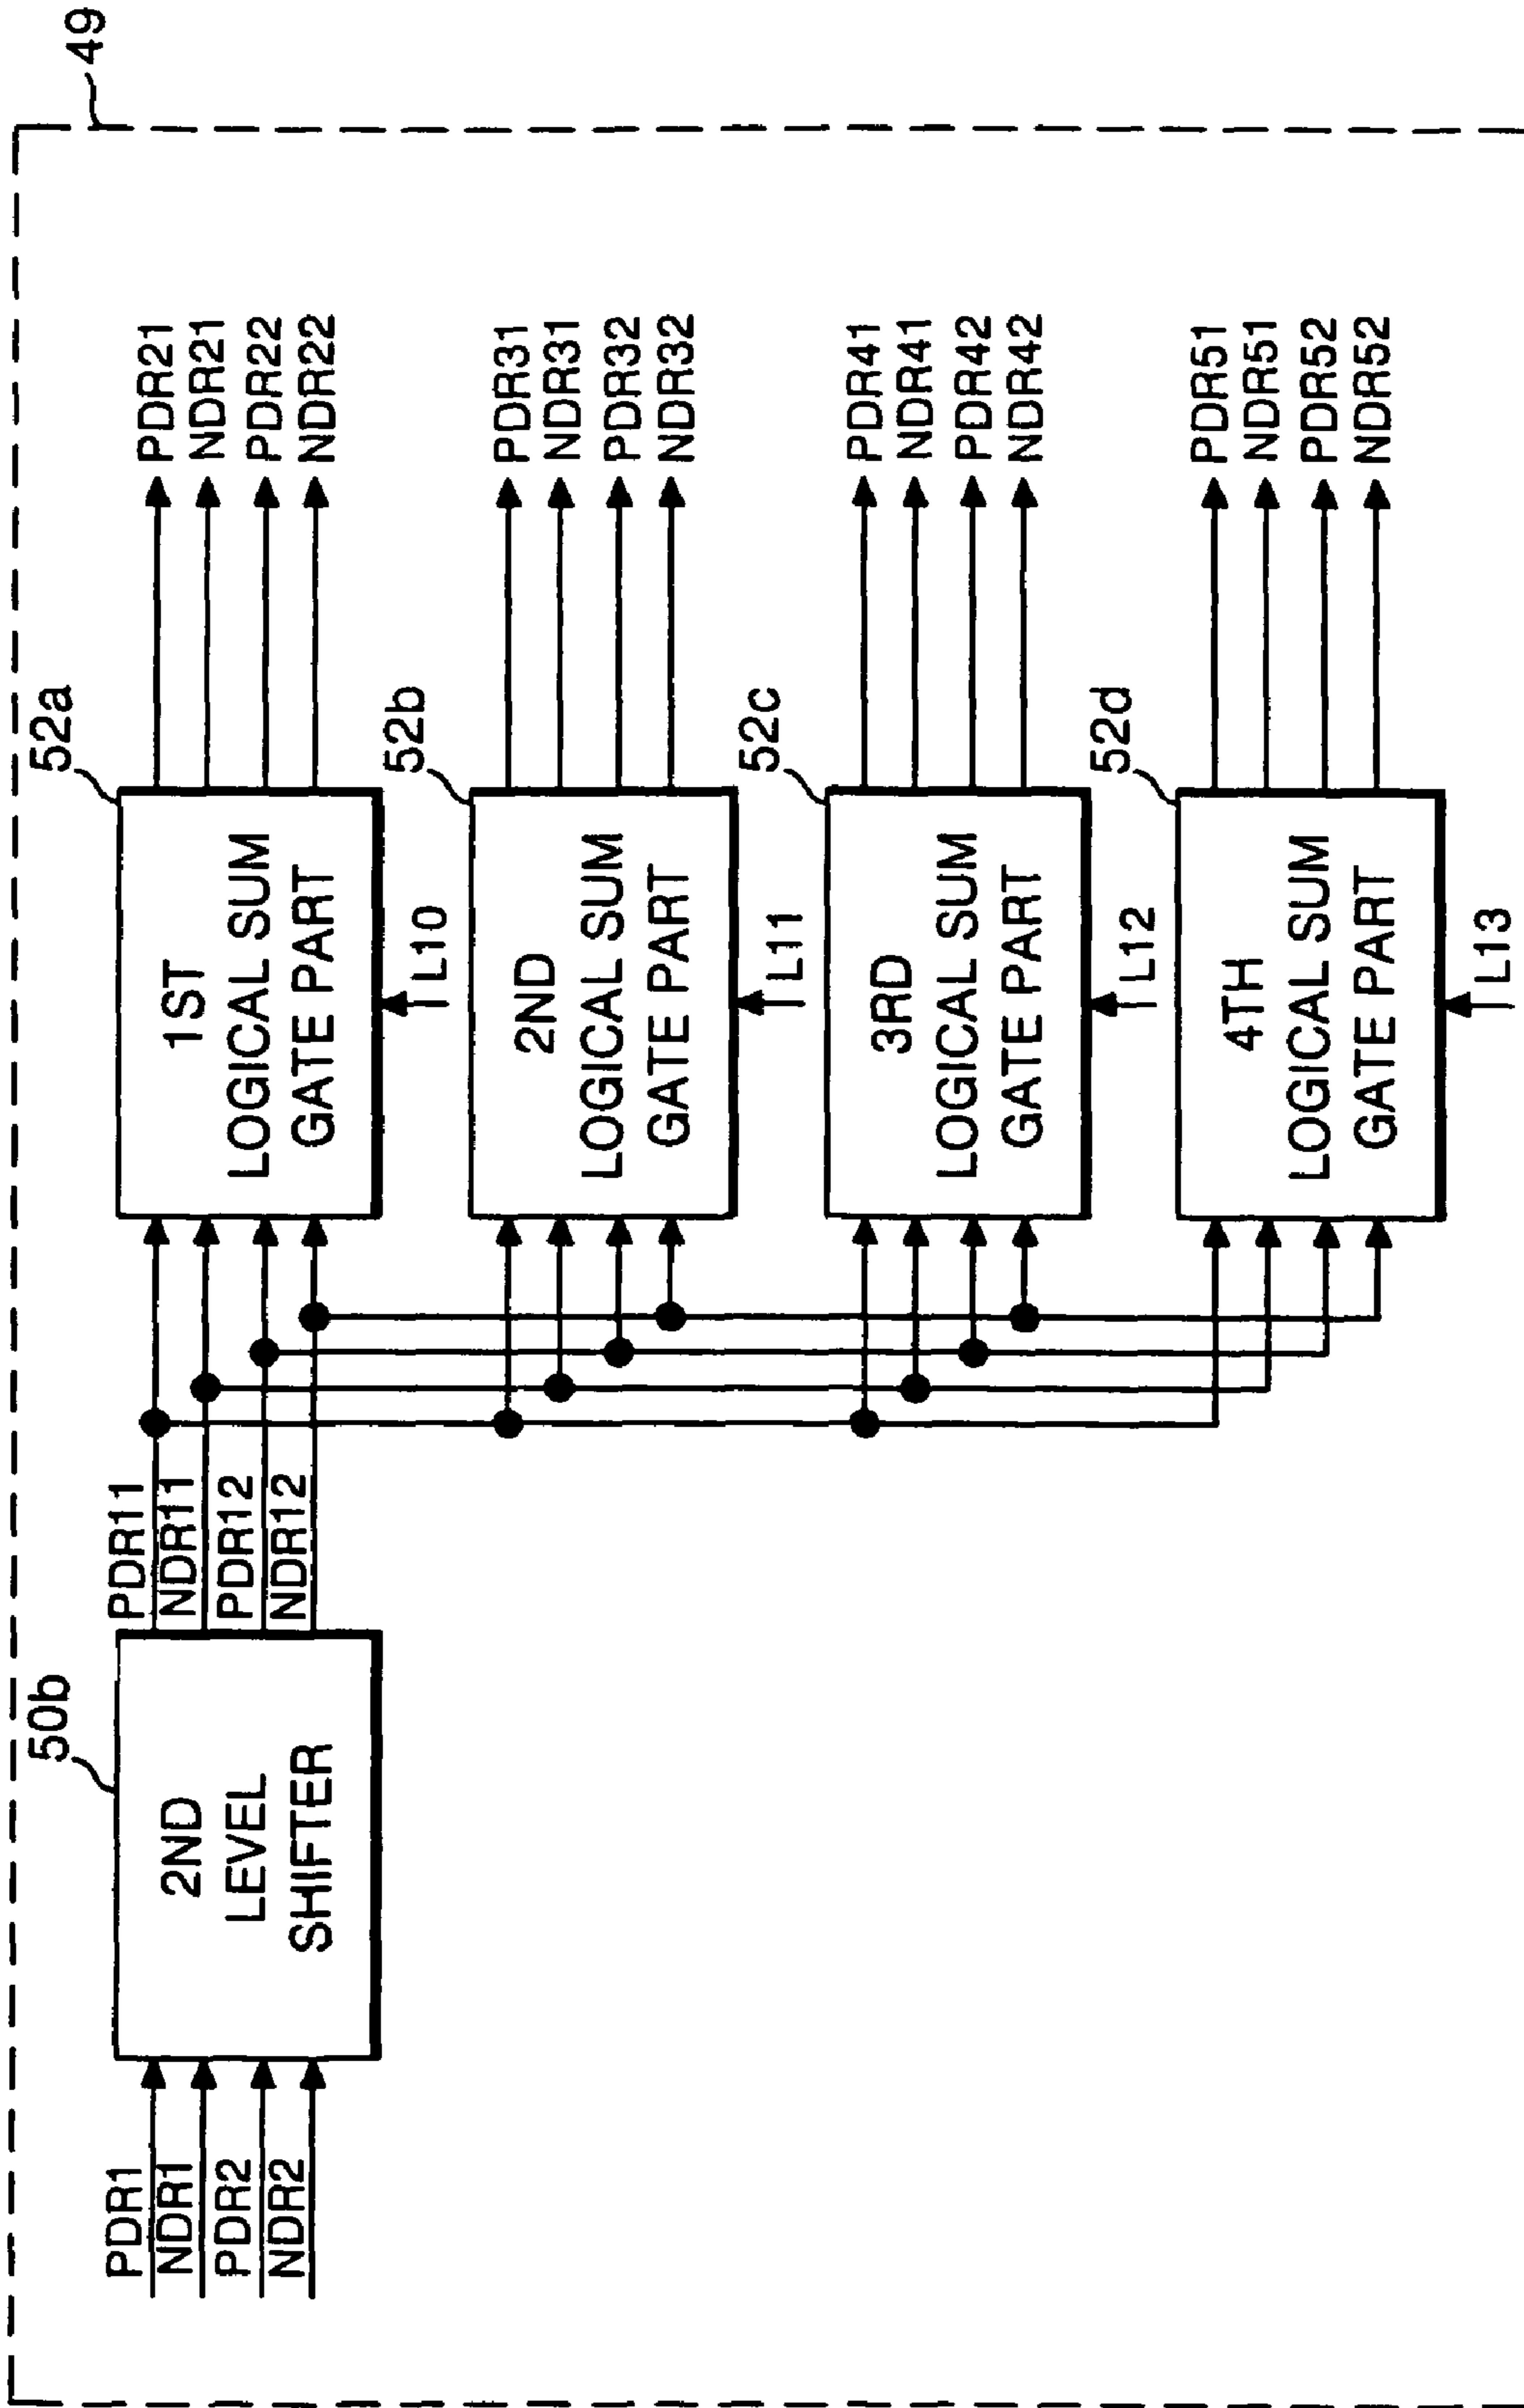 49
50b
2ND
LEVEL
SHIFTER
PDR1
NDR1
PDR2
NDR2
PDR11
NDR11
PDR12
NDR12
52a
1ST
LOGICAL SUM
GATE PART
L10
PDR21
NDR21
PDR22
NDR22
52b
2ND
LOGICAL SUM
GATE PART
L11
PDR31
NDR31
PDR32
NDR32
52c
3RD
LOGICAL SUM
GATE PART
L12
PDR41
NDR41
PDR42
NDR42
52d
4TH
LOGICAL SUM
GATE PART
L13
PDR51
NDR51
PDR52
NDR52